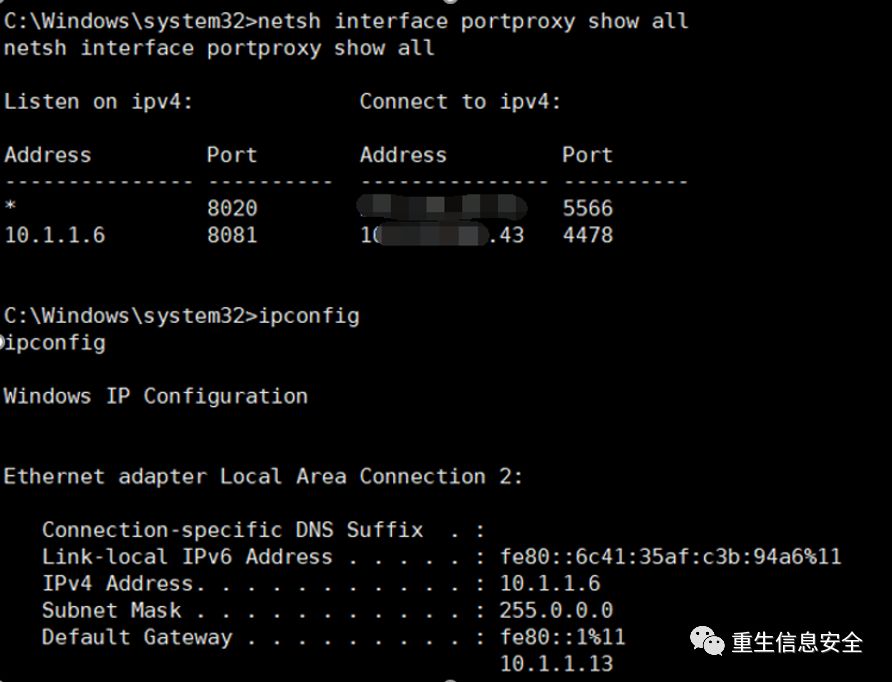 C:\Windows\system32>netsh interface portproxy show all
netsh interface portproxy show all
Listen on ipv4:             Connect to ipv4:
Address         Port        Address         Port
--------------- ----------  --------------- ----------
*               8020                        5566
10.1.1.6        8081        10.43   4478
C:\Windows\system32>ipconfig
ipconfig
Windows IP Configuration
Ethernet adapter Local Area Connection 2:
Connection-specific DNS Suffix  . :
Link-local IPv6 Address . . . . . : fe80::6c41:35af:c3b:94a6%11
IPv4 Address. . . . . . . . . . . : 10.1.1.6
Subnet Mask . . . . . . . . . . . : 255.0.0.0
Default Gateway . . . . . . . . . : fe80::1%11
10.1.1.13
重生信息安全